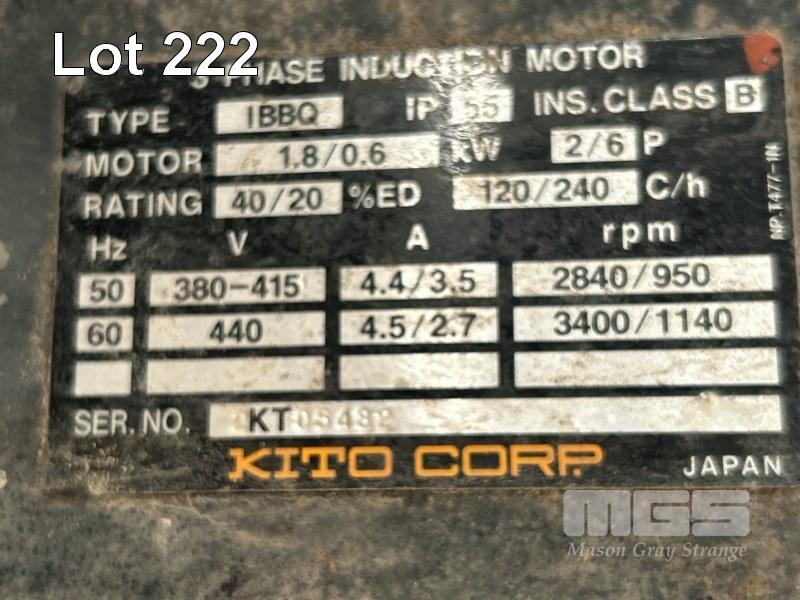 Lot 222
3-PHASE INDUCTION MOTOR
TYPE IBBQ IP 55 INS. CLASS B
MOTOR 1.8/0.6 kW 2/6 P
RATING 40/20 %ED 120/240 C/h
Hz V A rpm
50 380-415 4.4/3.5 2840/950
60 440 4.5/2.7 3400/1140
NP.T477-1N
SER. NO. KT
KITO CORP. JAPAN
MGS
Mason Gray Strange